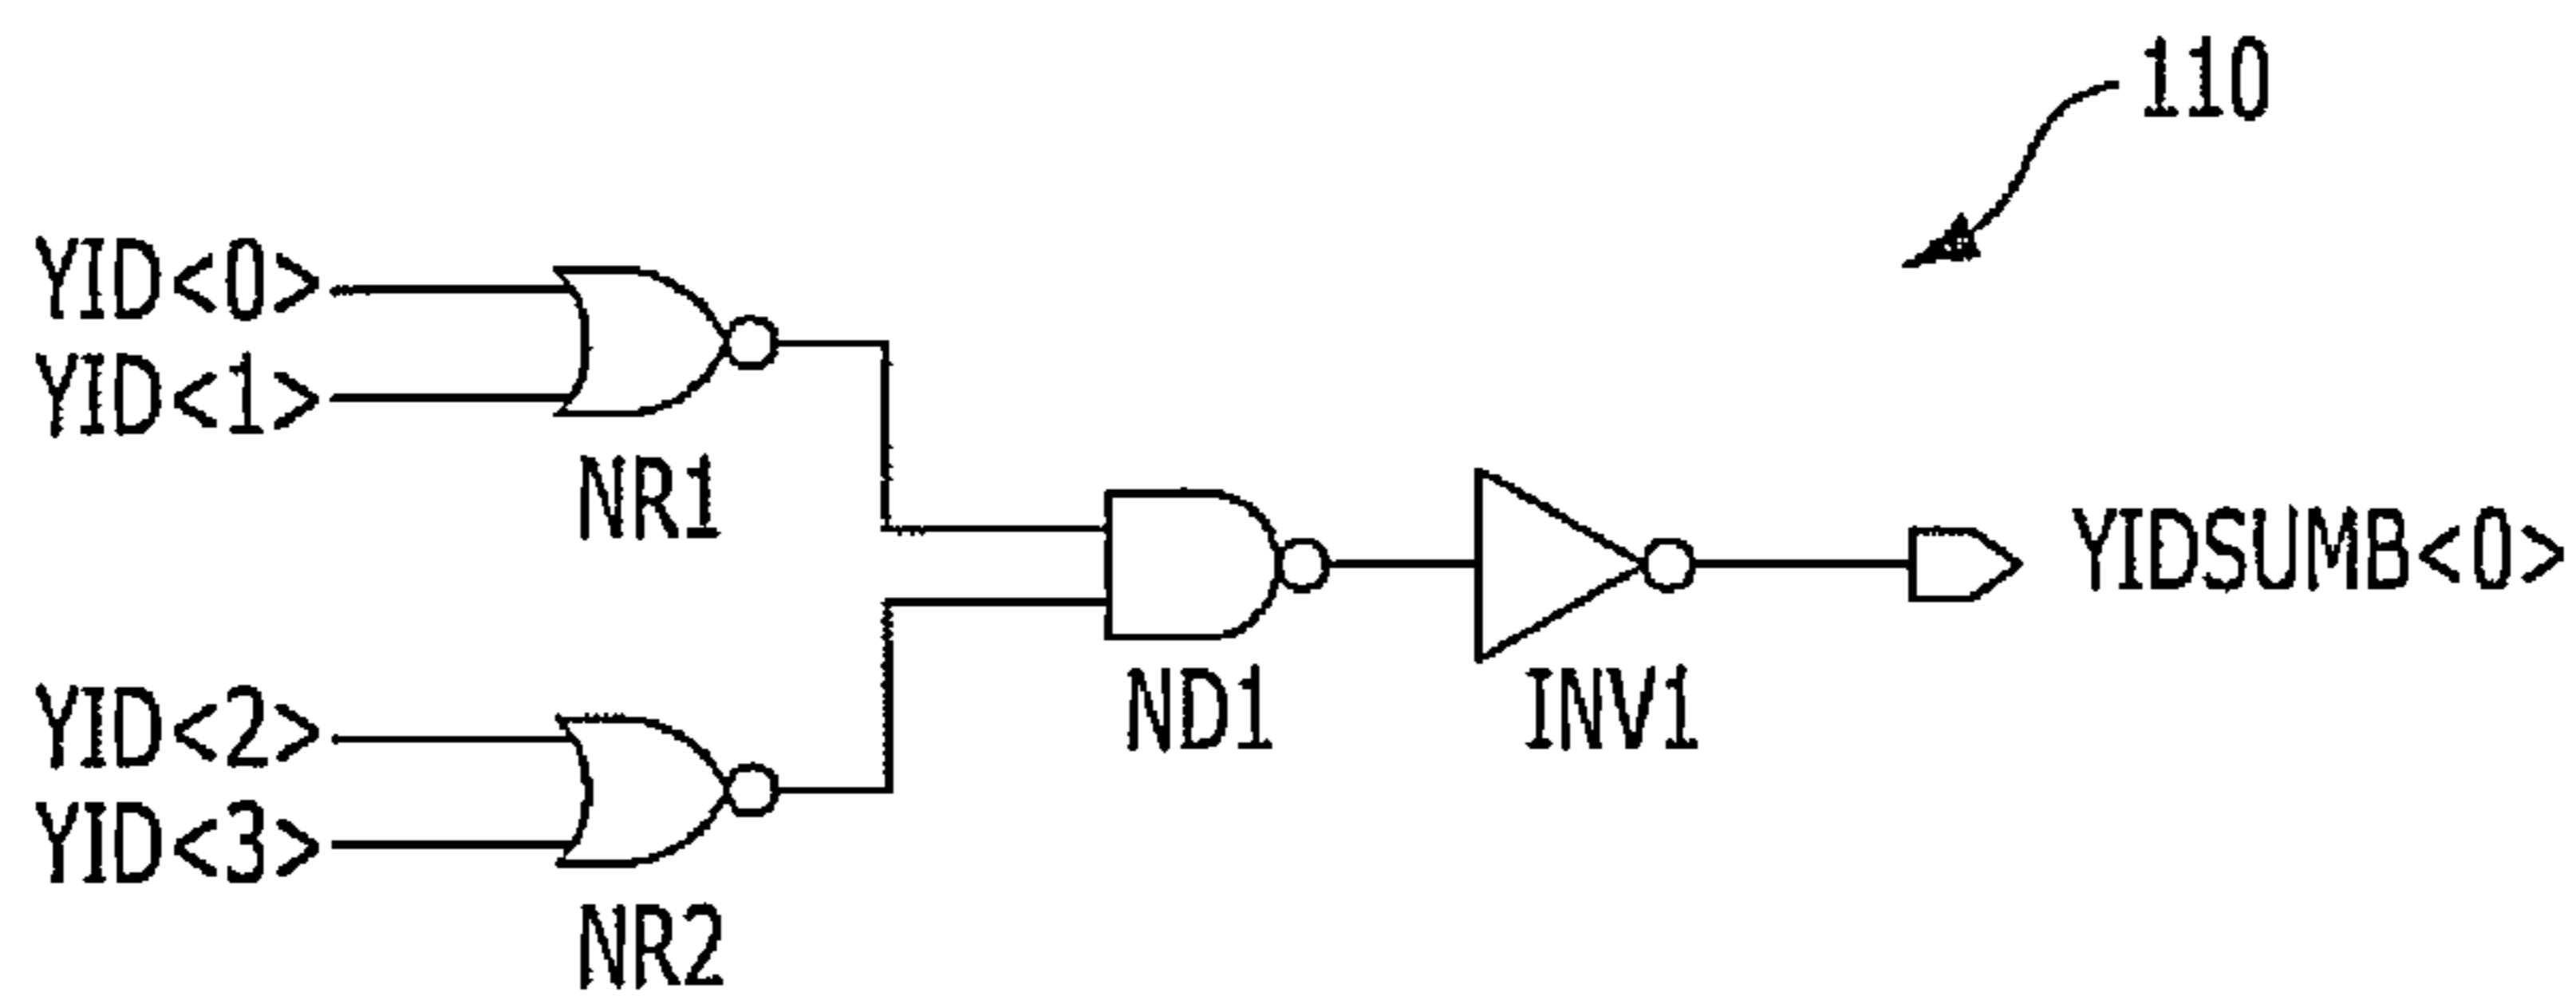 110
YID<0>
YID<1>
NR1
ND1
INV1
YIDSUMB<0>
YID<2>
YID<3>
NR2